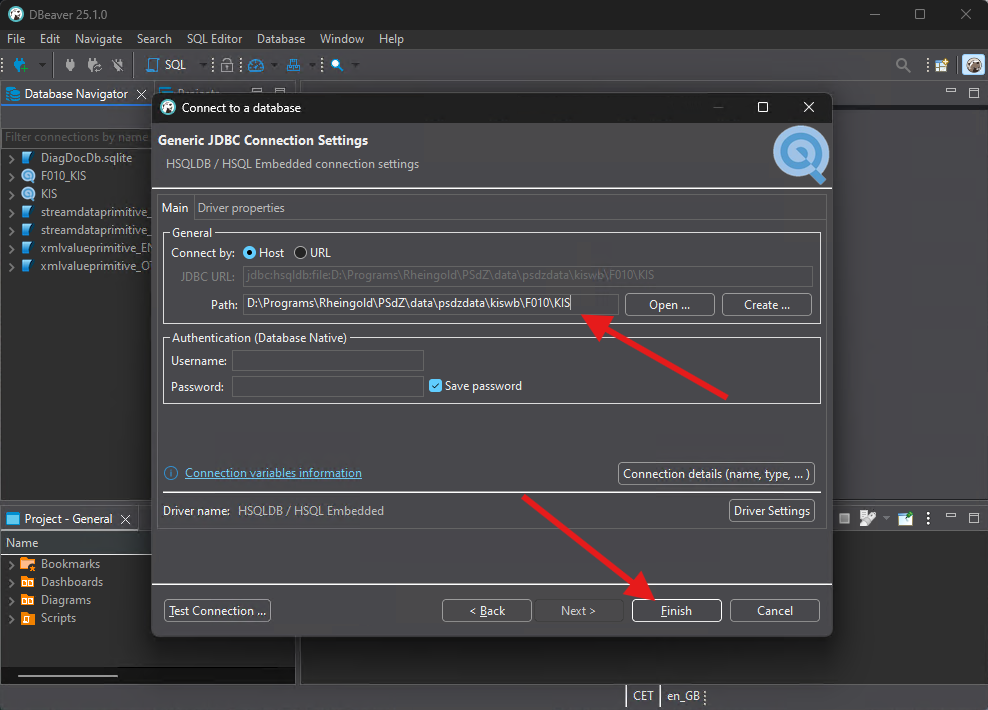 DBeaver 25.1.0
File Edit Navigate Search SQL Editor Database Window Help
SQL
Database Navigator
Projects
Filter connections by name
DiagDocDb.sqlite
F010_KIS
KIS
streamdataprimitive_
streamdataprimitive_
xmlvalueprimitive_EN
xmlvalueprimitive_OT
Connect to a database
Generic JDBC Connection Settings
HSQLDB / HSQL Embedded connection settings
Main Driver properties
General
Connect by: Host URL
JDBC URL: jdbc:hsqldb:file:D:\Programs\Rheingold\PSdZ\data\psdzdata\kiswb\F010\KIS
Path: D:\Programs\Rheingold\PSdZ\data\psdzdata\kiswb\F010\KIS Open ... Create ...
Authentication (Database Native)
Username:
Password: Save password
Connection variables information
Connection details (name, type, ... )
Driver name: HSQLDB / HSQL Embedded Driver Settings
Test Connection ... < Back Next > Finish Cancel
Project - General
Name
Bookmarks
Dashboards
Diagrams
Scripts
CET en_GB